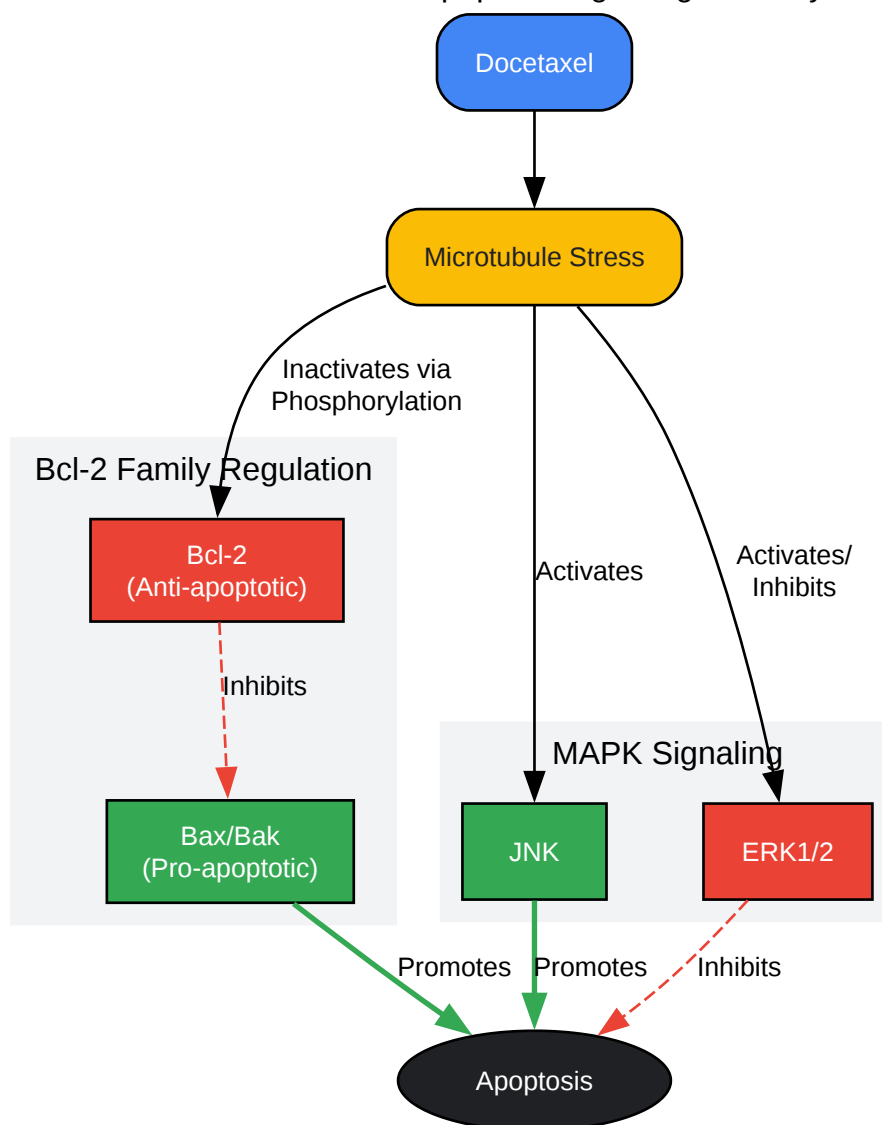 Docetaxel
Microtubule Stress
Inactivates via
Phosphorylation
Bcl-2 Family Regulation
Bcl-2
(Anti-apoptotic)
Activates
Activates/
Inhibits
Inhibits
MAPK Signaling
Bax/Bak
(Pro-apoptotic)
JNK
ERK1/2
Promotes
Promotes
Inhibits
Apoptosis